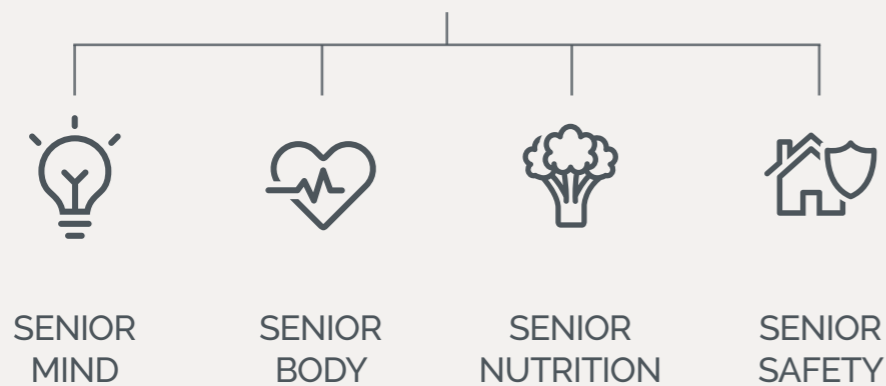 SENIOR
MIND
SENIOR
BODY
SENIOR
NUTRITION
SENIOR
SAFETY